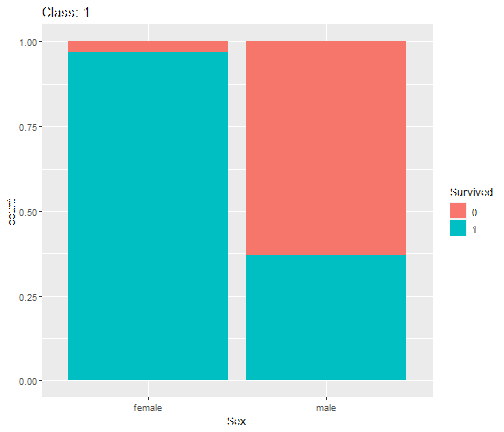 Class: 1
1.00
0.75
0.50
0.25
0.00
count
female
male
Sex
Survived
0
1